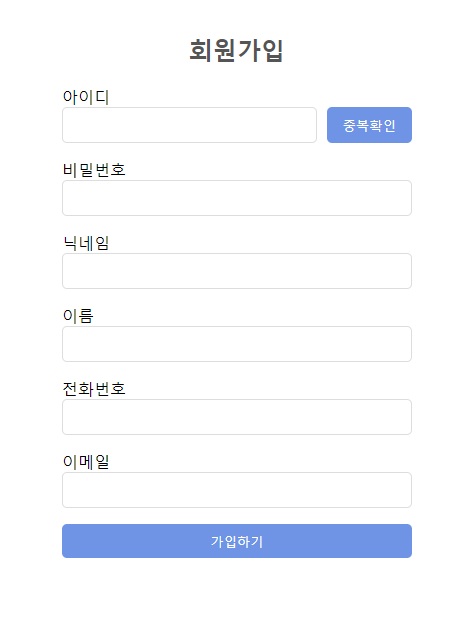 회원가입
아이디
중복확인
비밀번호
닉네임
이름
전화번호
이메일
가입하기